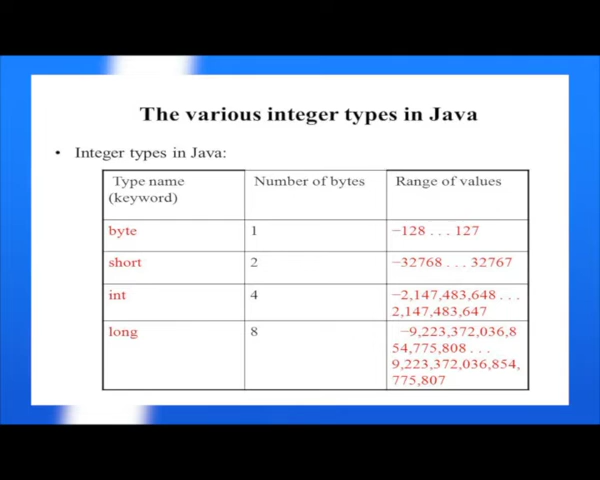 The various integer types in Java
• Integer types in Java:
Type name (keyword) Number of bytes Range of values
byte 1 −128 . . . 127
short 2 −32768 . . . 32767
int 4 −2,147,483,648 . . .
2,147,483,647
long 8 −9,223,372,036,8
54,775,808 . . .
9,223,372,036,854,
775,807